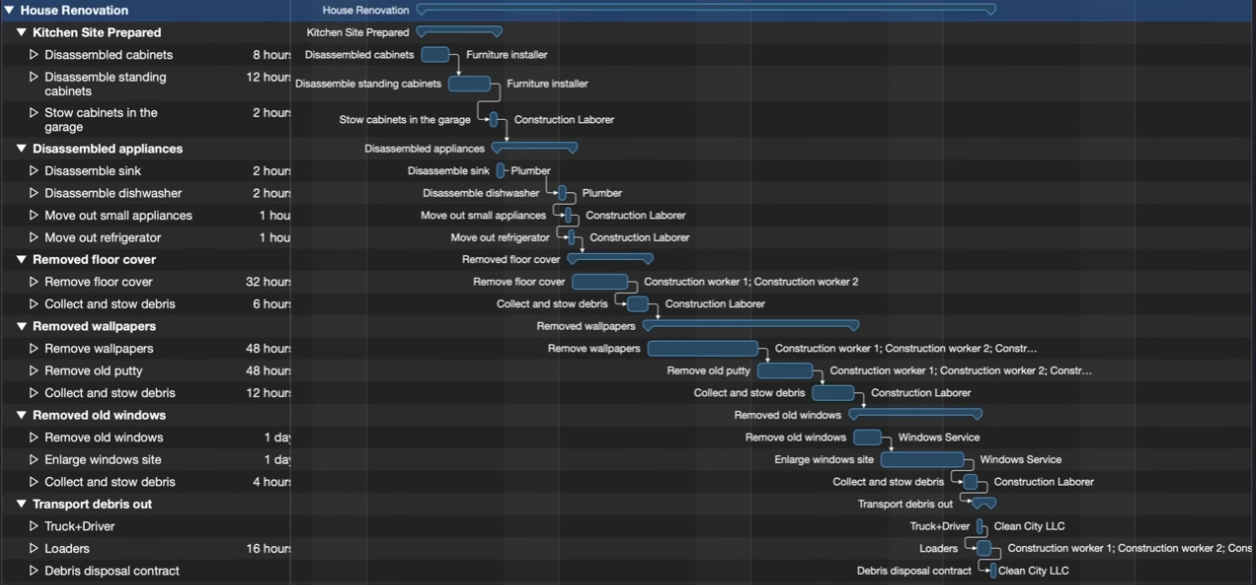 House Renovation House Renovation
Kitchen Site Prepared Kitchen Site Prepared
Disassembled cabinets 8 hours Disassembled cabinets Furniture installer
Disassemble standing 12 hours Disassemble standing cabinets Furniture installer
cabinets
Stow cabinets in the 2 hours Stow cabinets in the garage Construction Laborer
garage
Disassembled appliances Disassembled appliances
Disassemble sink 2 hours Disassemble sink Plumber
Disassemble dishwasher 2 hours Disassemble dishwasher Plumber
Move out small appliances 1 hou Move out small appliances Construction Laborer
Move out refrigerator 1 hou Move out refrigerator Construction Laborer
Removed floor cover Removed floor cover
Remove floor cover 32 hours Remove floor cover Construction worker 1; Construction worker 2
Collect and stow debris 6 hours Collect and stow debris Construction Laborer
Removed wallpapers Removed wallpapers
Remove wallpapers 48 hours Remove wallpapers Construction worker 1; Construction worker 2; Constr...
Remove old putty 48 hours Remove old putty Construction worker 1; Construction worker 2; Constr...
Collect and stow debris 12 hours Collect and stow debris Construction Laborer
Removed old windows Removed old windows
Remove old windows 1 day Remove old windows Windows Service
Enlarge windows site 1 day Enlarge windows site Windows Service
Collect and stow debris 4 hours Collect and stow debris Construction Laborer
Transport debris out Transport debris out
Truck+Driver Truck+Driver Clean City LLC
Loaders 16 hours Loaders Construction worker 1; Construction worker 2; Cons
Debris disposal contract Debris disposal contract Clean City LLC